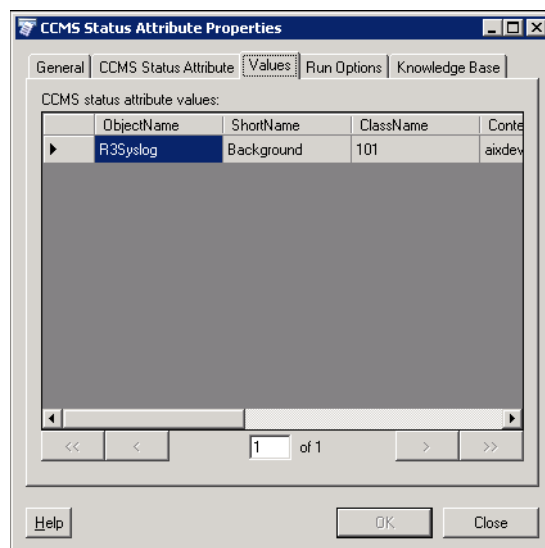 CCMS Status Attribute Properties
General CCMS Status Attribute Values Run Options Knowledge Base
CCMS status attribute values:
ObjectName ShortName ClassName Conte
R3Syslog Background 101 aixdev
<< < 1 of 1 > >>
Help OK Close